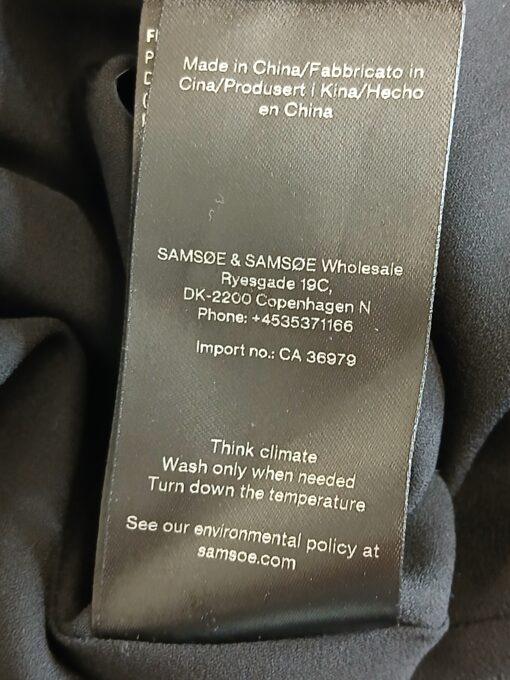 Made in China/Fabbricato in
Cina/Produsert i Kina/Hecho
en China
SAMSØE & SAMSØE Wholesale
Ryesgade 19C,
DK-2200 Copenhagen N
Phone: +4535371166
Import no.: CA 36979
Think climate
Wash only when needed
Turn down the temperature
See our environmental policy at
samsoe.com